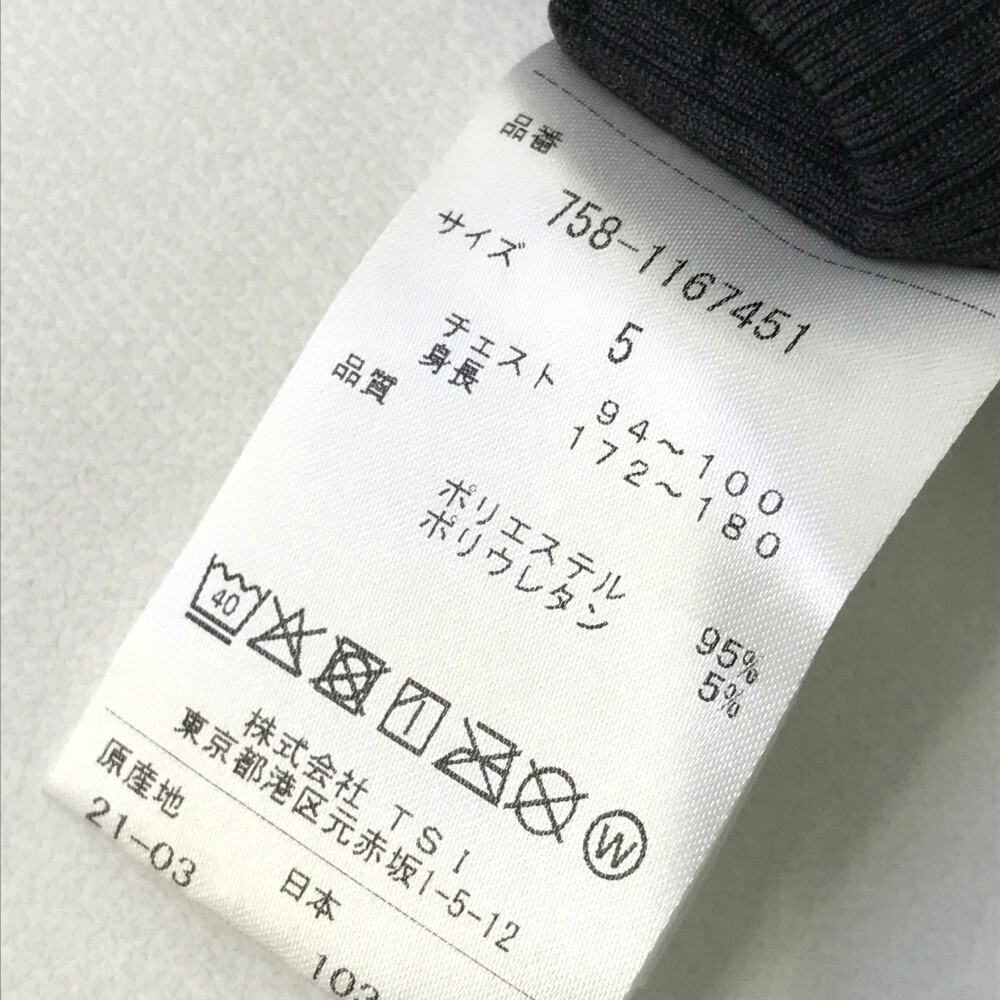 品番
758-1167451
サイズ
5
チェスト 94～100
身長 172～180
品質
ポリエステル 95%
ポリウレタン 5%
40
W
株式会社 TSI
東京都港区元赤坂1-5-12
原産地 日本
21-03 103